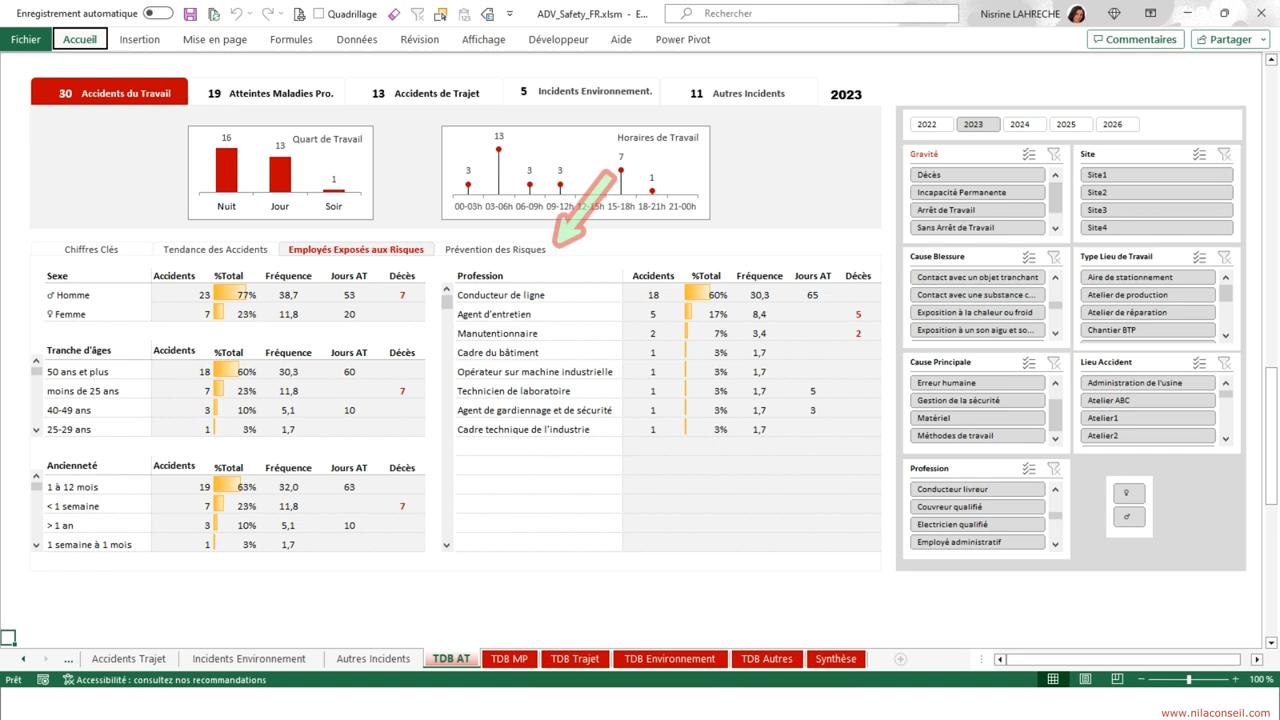 Enregistrement automatique Quadrillage ADV_Safety_FR.xlsm - E... Rechercher Nisrine LAHRECHE
Fichier Accueil Insertion Mise en page Formules Données Révision Affichage Développeur Aide Power Pivot Commentaires Partager
30 Accidents du Travail 19 Atteintes Maladies Pro. 13 Accidents de Trajet 5 Incidents Environnement. 11 Autres Incidents 2023
Quart de Travail
16 13 1
Nuit Jour Soir
Horaires de Travail
3 13 3 3 7 1
00-03h 03-06h 06-09h 09-12h 12-15h 15-18h 18-21h 21-00h
Chiffres Clés Tendance des Accidents Employés Exposés aux Risques Prévention des Risques
Sexe Accidents %Total Fréquence Jours AT Décès
♂ Homme 23 77% 38,7 53 7
♀ Femme 7 23% 11,8 20
Tranche d'âges Accidents %Total Fréquence Jours AT Décès
50 ans et plus 18 60% 30,3 60
moins de 25 ans 7 23% 11,8 7
40-49 ans 3 10% 5,1 10
25-29 ans 1 3% 1,7
Ancienneté Accidents %Total Fréquence Jours AT Décès
1 à 12 mois 19 63% 32,0 63
< 1 semaine 7 23% 11,8 7
> 1 an 3 10% 5,1 10
1 semaine à 1 mois 1 3% 1,7
Profession Accidents %Total Fréquence Jours AT Décès
Conducteur de ligne 18 60% 30,3 65
Agent d'entretien 5 17% 8,4 5
Manutentionnaire 2 7% 3,4 2
Cadre du bâtiment 1 3% 1,7
Opérateur sur machine industrielle 1 3% 1,7
Technicien de laboratoire 1 3% 1,7 5
Agent de gardiennage et de sécurité 1 3% 1,7 3
Cadre technique de l'industrie 1 3% 1,7
2022 2023 2024 2025 2026
Gravité
Décès
Incapacité Permanente
Arrêt de Travail
Sans Arrêt de Travail
Site
Site1
Site2
Site3
Site4
Cause Blessure
Contact avec un objet tranchant
Contact avec une substance c...
Exposition à la chaleur ou froid
Exposition à un son aigu et so...
Type Lieu de Travail
Aire de stationnement
Atelier de production
Atelier de réparation
Chantier BTP
Cause Principale
Erreur humaine
Gestion de la sécurité
Matériel
Méthodes de travail
Lieu Accident
Administration de l'usine
Atelier ABC
Atelier1
Atelier2
Profession
Conducteur livreur
Couvreur qualifié
Electricien qualifié
Employé administratif
♀
♂
... Accidents Trajet Incidents Environnement Autres Incidents TDB AT TDB MP TDB Trajet TDB Environnement TDB Autres Synthèse
Prêt Accessibilité : consultez nos recommandations 100 %
www.nilaconseil.com